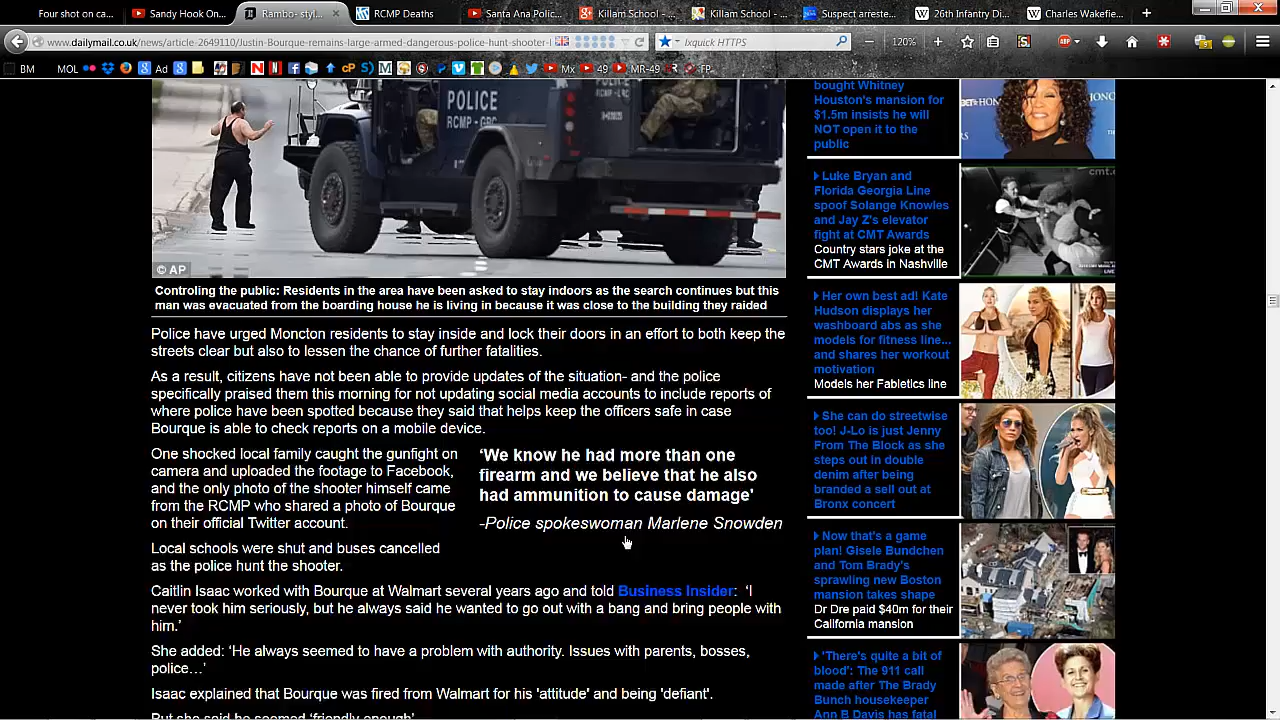 Four shot on c...
Sandy Hook On...
Rambo- styl...
RCMP Deaths
Santa Ana Polic...
Killam School - ...
Killam School - ...
Suspect arreste...
26th Infantry Di...
Charles Wakefie...
www.dailymail.co.uk/news/article-2649110/Justin-Bourque-remains-large-armed-dangerous-police-hunt-shooter-l
Ixquick HTTPS
120%
BM
MOL
Ad
cP
Mx
49
MR-49
FP
POLICE
RCMP-GRC
© AP
Controling the public: Residents in the area have been asked to stay indoors as the search continues but this
man was evacuated from the boarding house he is living in because it was close to the building they raided
Police have urged Moncton residents to stay inside and lock their doors in an effort to both keep the
streets clear but also to lessen the chance of further fatalities.
As a result, citizens have not been able to provide updates of the situation- and the police
specifically praised them this morning for not updating social media accounts to include reports of
where police have been spotted because they said that helps keep the officers safe in case
Bourque is able to check reports on a mobile device.
One shocked local family caught the gunfight on
camera and uploaded the footage to Facebook,
and the only photo of the shooter himself came
from the RCMP who shared a photo of Bourque
on their official Twitter account.
‘We know he had more than one
firearm and we believe that he also
had ammunition to cause damage'
-Police spokeswoman Marlene Snowden
Local schools were shut and buses cancelled
as the police hunt the shooter.
Caitlin Isaac worked with Bourque at Walmart several years ago and told Business Insider: ‘I
never took him seriously, but he always said he wanted to go out with a bang and bring people with
him.’
She added: ‘He always seemed to have a problem with authority. Issues with parents, bosses,
police…’
Isaac explained that Bourque was fired from Walmart for his 'attitude' and being 'defiant'.
But she said he seemed 'friendly enough'
bought Whitney
Houston's mansion for
$1.5m insists he will
NOT open it to the
public
Luke Bryan and
Florida Georgia Line
spoof Solange Knowles
and Jay Z's elevator
fight at CMT Awards
Country stars joke at the
CMT Awards in Nashville
cmt.c
Her own best ad! Kate
Hudson displays her
washboard abs as she
models for fitness line...
and shares her workout
motivation
Models her Fabletics line
She can do streetwise
too! J-Lo is just Jenny
From The Block as she
steps out in double
denim after being
branded a sell out at
Bronx concert
Now that's a game
plan! Gisele Bundchen
and Tom Brady's
sprawling new Boston
mansion takes shape
Dr Dre paid $40m for their
California mansion
'There's quite a bit of
blood': The 911 call
made after The Brady
Bunch housekeeper
Ann B Davis has fatal